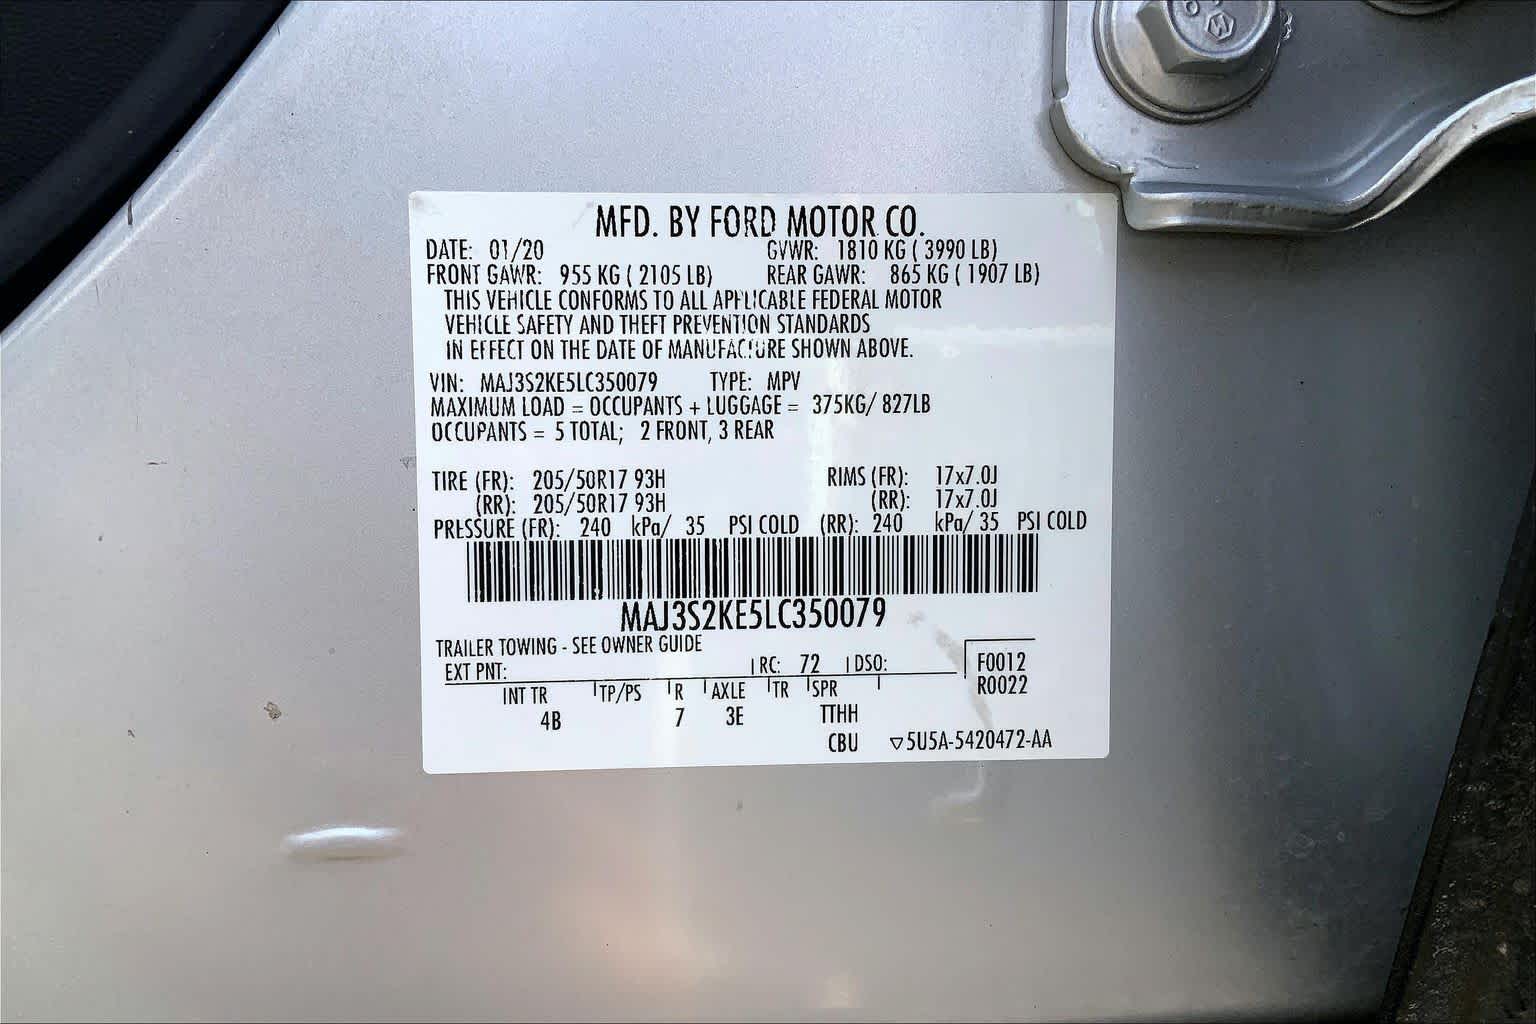 MFD. BY FORD MOTOR CO.
DATE: 01/20 GVWR: 1810 KG ( 3990 LB)
FRONT GAWR: 955 KG ( 2105 LB) REAR GAWR: 865 KG ( 1907 LB)
THIS VEHICLE CONFORMS TO ALL APPLICABLE FEDERAL MOTOR
VEHICLE SAFETY AND THEFT PREVENTION STANDARDS
IN EFFECT ON THE DATE OF MANUFACTURE SHOWN ABOVE.
VIN: MAJ3S2KE5LC350079 TYPE: MPV
MAXIMUM LOAD = OCCUPANTS + LUGGAGE = 375KG/ 827LB
OCCUPANTS = 5 TOTAL; 2 FRONT, 3 REAR
TIRE (FR): 205/50R17 93H RIMS (FR): 17x7.0J
(RR): 205/50R17 93H (RR): 17x7.0J
PRESSURE (FR): 240 kPa/ 35 PSI COLD (RR): 240 kPa/ 35 PSI COLD
MAJ3S2KE5LC350079
TRAILER TOWING - SEE OWNER GUIDE
EXT PNT: RC: 72 DSO: F0012
R0022
INT TR TP/PS R AXLE TR SPR
4B 7 3E TTHH
CBU ▽5U5A-5420472-AA